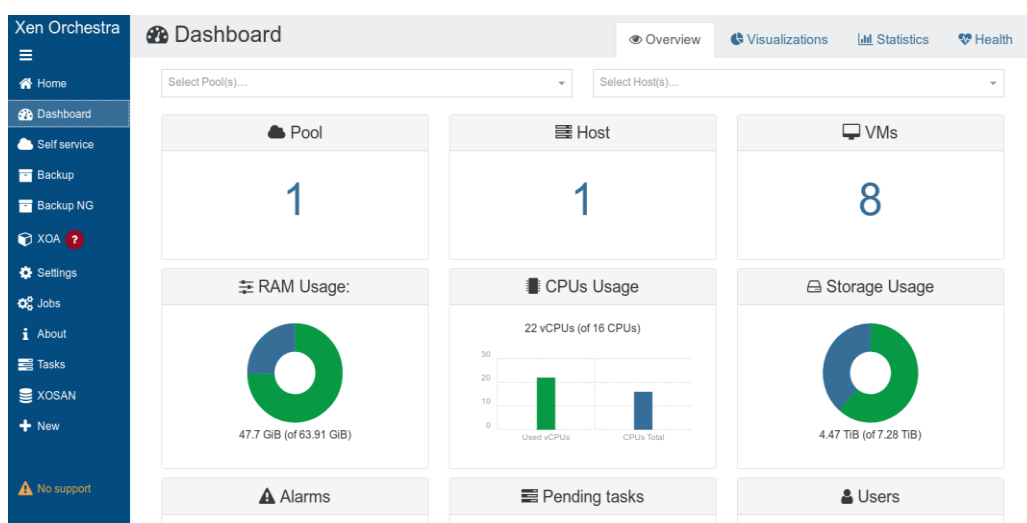 Xen Orchestra
Home
Dashboard
Self service
Backup
Backup NG
XOA ?
Settings
Jobs
About
Tasks
XOSAN
New
No support
Dashboard
Overview
Visualizations
Statistics
Health
Select Pool(s)...
Select Host(s)...
Pool
1
Host
1
VMs
8
RAM Usage:
47.7 GiB (of 63.91 GiB)
CPUs Usage
22 vCPUs (of 16 CPUs)
30
20
10
0
Used vCPUs
CPUs Total
Storage Usage
4.47 TiB (of 7.28 TiB)
Alarms
Pending tasks
Users